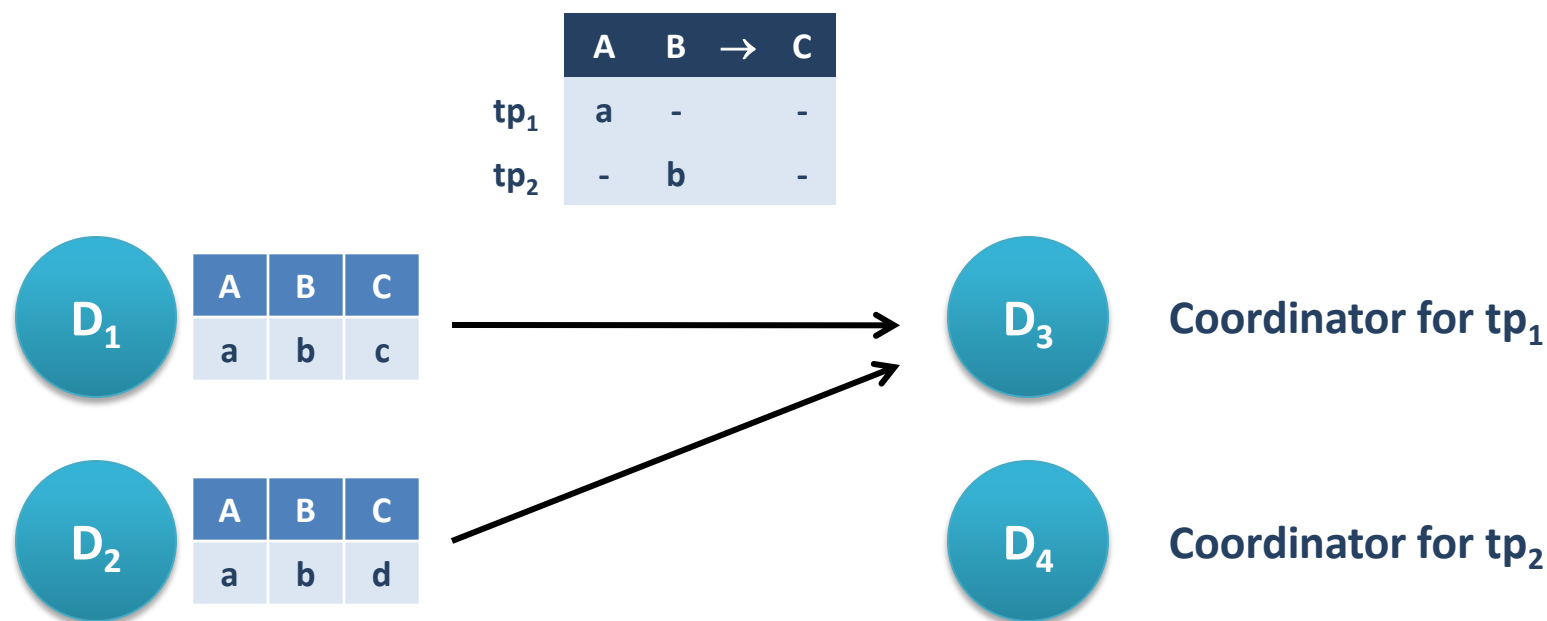 A B → C
tp₁ a - -
tp₂ - b -
D₁
A B C
a b c
D₃
Coordinator for tp₁
D₂
A B C
a b d
D₄
Coordinator for tp₂